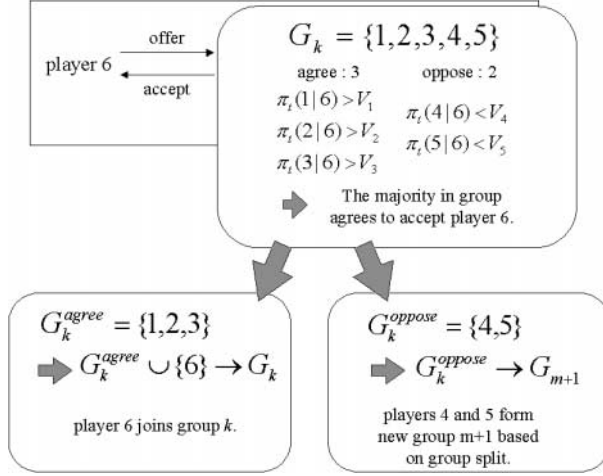 player 6
offer
accept
G_k = {1,2,3,4,5}
agree : 3 oppose : 2
π_t(1|6) > V_1
π_t(2|6) > V_2
π_t(3|6) > V_3
π_t(4|6) < V_4
π_t(5|6) < V_5
The majority in group
agrees to accept player 6.
G_k^agree = {1,2,3}
G_k^agree ∪ {6} → G_k
player 6 joins group k.
G_k^oppose = {4,5}
G_k^oppose → G_m+1
players 4 and 5 form
new group m+1 based
on group split.